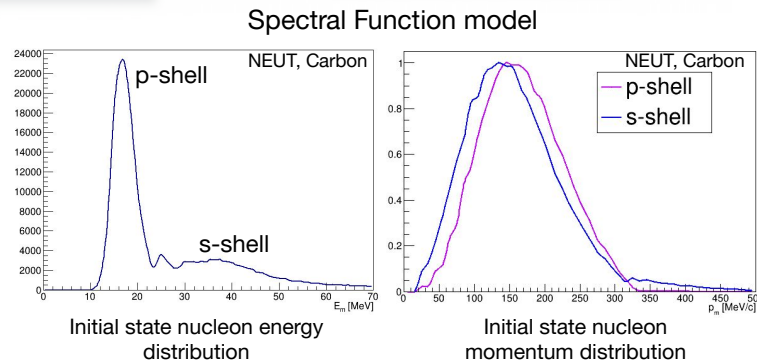 Spectral Function model
24000
22000
20000
18000
16000
14000
12000
10000
8000
6000
4000
2000
0
NEUT, Carbon
p-shell
s-shell
0 10 20 30 40 50 60 70
E_m [MeV]
Initial state nucleon energy
distribution
1
0.8
0.6
0.4
0.2
0
NEUT, Carbon
p-shell
s-shell
0 50 100 150 200 250 300 350 400 450 50
p_m [MeV/c]
Initial state nucleon
momentum distribution